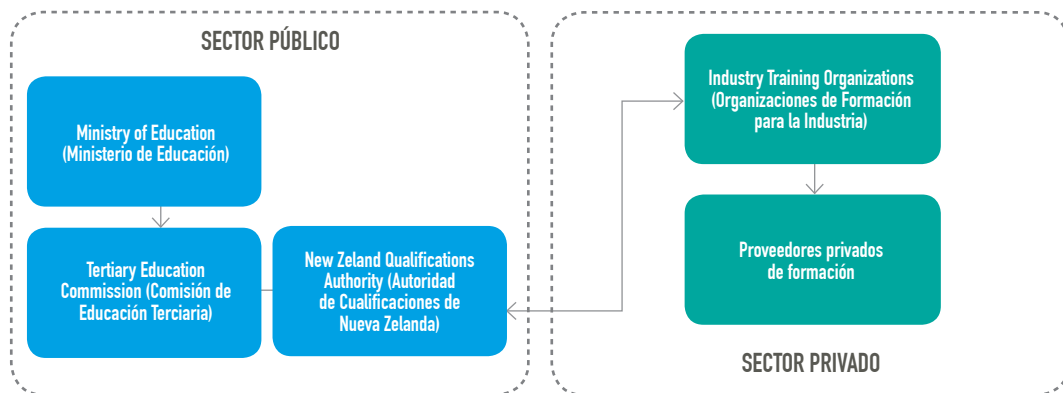 SECTOR PÚBLICO
Ministry of Education
(Ministerio de Educación)
Tertiary Education
Commission (Comisión de
Educación Terciaria)
New Zeland Qualifications
Authority (Autoridad
de Cualificaciones de
Nueva Zelanda)
Industry Training Organizations
(Organizaciones de Formación
para la Industria)
Proveedores privados
de formación
SECTOR PRIVADO